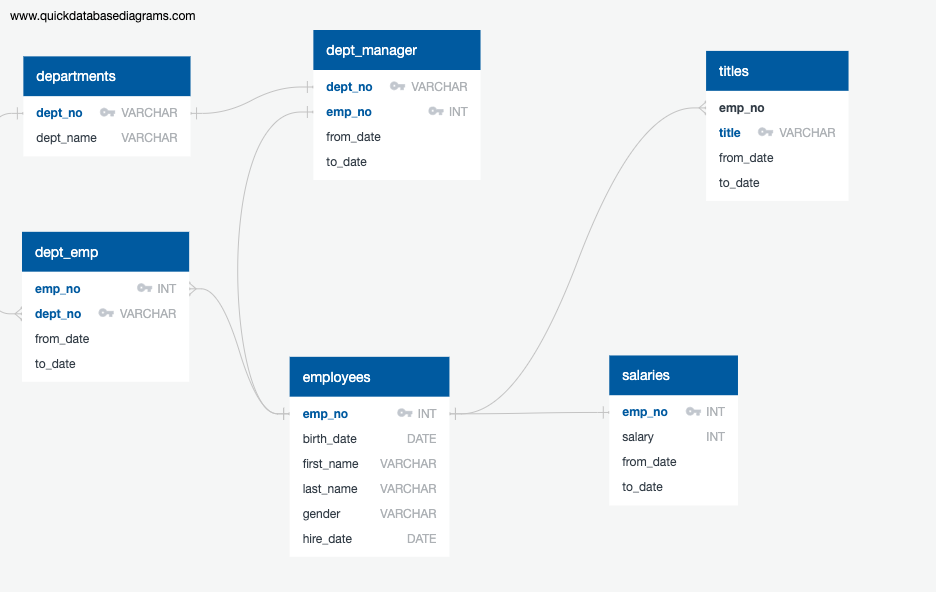 www.quickdatabasediagrams.com
departments
dept_no VARCHAR
dept_name VARCHAR
dept_manager
dept_no VARCHAR
emp_no INT
from_date
to_date
titles
emp_no
title VARCHAR
from_date
to_date
dept_emp
emp_no INT
dept_no VARCHAR
from_date
to_date
employees
emp_no INT
birth_date DATE
first_name VARCHAR
last_name VARCHAR
gender VARCHAR
hire_date DATE
salaries
emp_no INT
salary INT
from_date
to_date